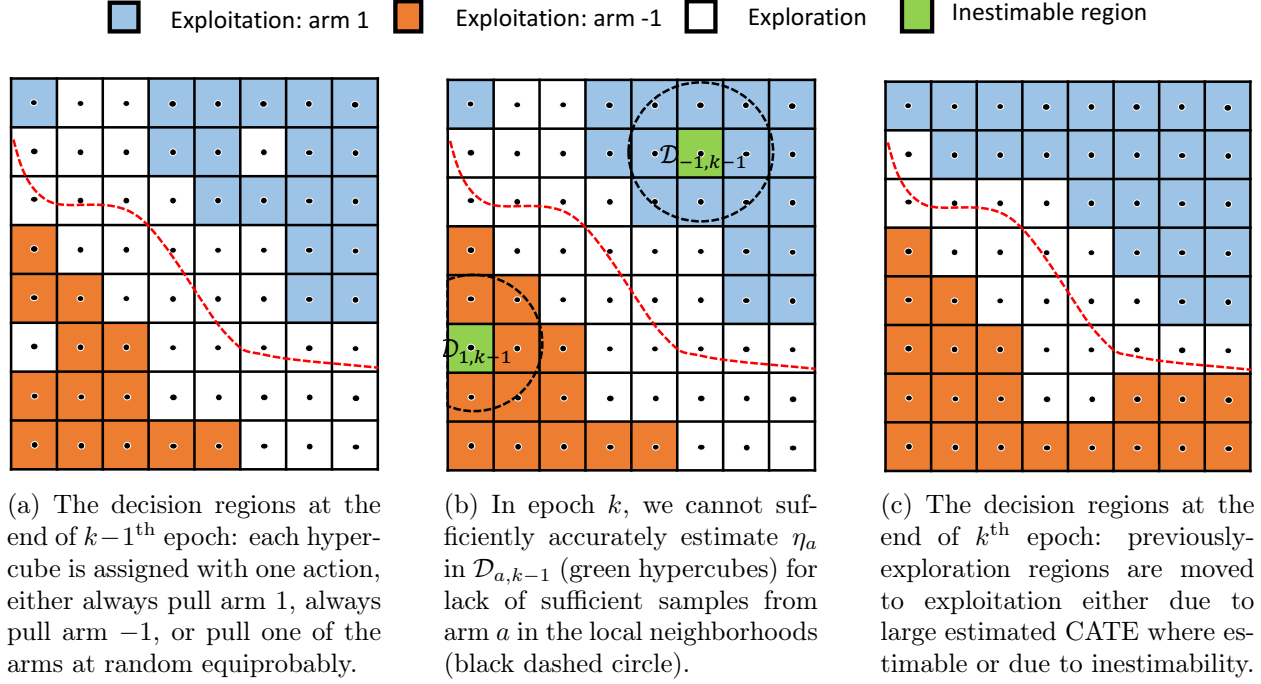 Exploitation: arm 1
Exploitation: arm -1
Exploration
Inestimable region
𝒟₋₁,ₖ₋₁
𝒟₁,ₖ₋₁
(a) The decision regions at the
end of k−1ᵗʰ epoch: each hyper-
cube is assigned with one action,
either always pull arm 1, always
pull arm −1, or pull one of the
arms at random equiprobably.
(b) In epoch k, we cannot suf-
ficiently accurately estimate ηₐ
in 𝒟ₐ,ₖ₋₁ (green hypercubes) for
lack of sufficient samples from
arm a in the local neighborhoods
(black dashed circle).
(c) The decision regions at the
end of kᵗʰ epoch: previously-
exploration regions are moved
to exploitation either due to
large estimated CATE where es-
timable or due to inestimability.